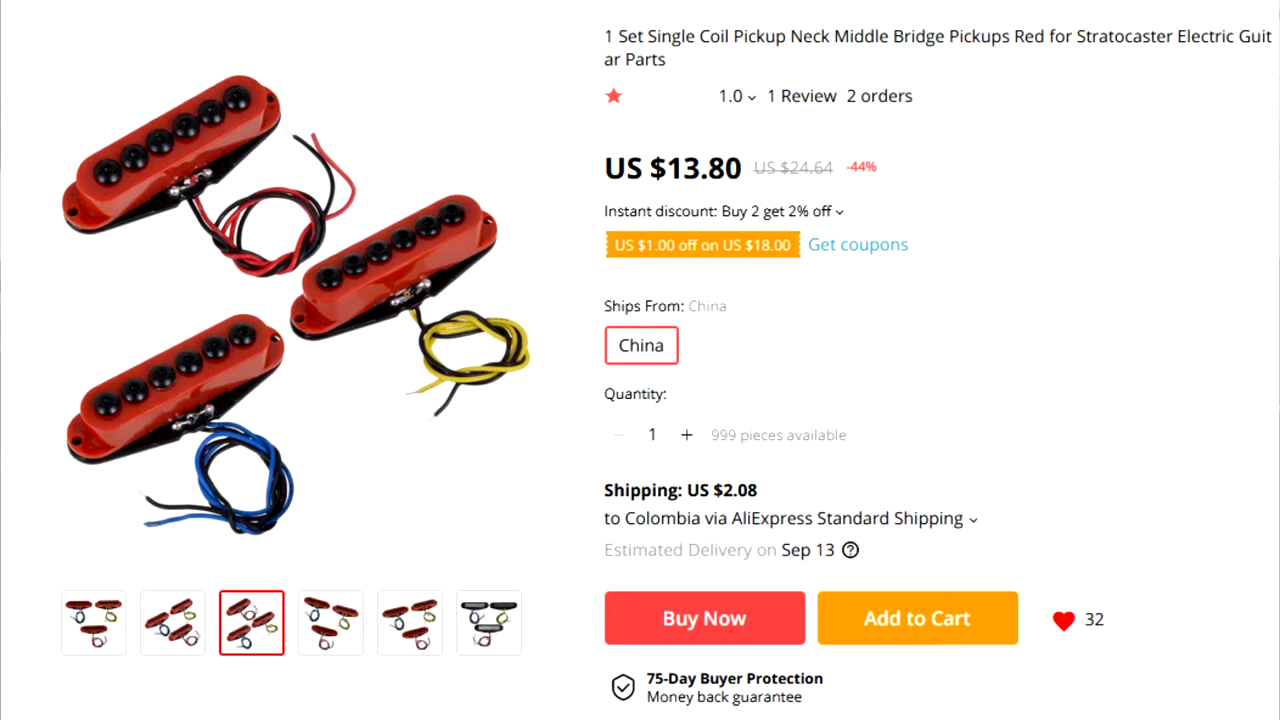 1 Set Single Coil Pickup Neck Middle Bridge Pickups Red for Stratocaster Electric Guit
ar Parts
1.0 1 Review 2 orders
US $13.80 US $24.64 -44%
Instant discount: Buy 2 get 2% off
US $1.00 off on US $18.00 Get coupons
Ships From: China
China
Quantity:
− 1 + 999 pieces available
Shipping: US $2.08
to Colombia via AliExpress Standard Shipping
Estimated Delivery on Sep 13 ?
Buy Now Add to Cart 32
75-Day Buyer Protection
Money back guarantee